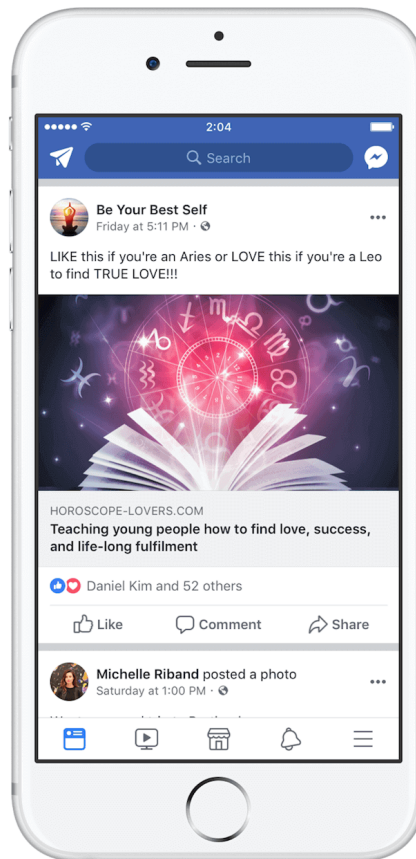 2:04
Search
Be Your Best Self
Friday at 5:11 PM ·
LIKE this if you're an Aries or LOVE this if you're a Leo
to find TRUE LOVE!!!
HOROSCOPE-LOVERS.COM
Teaching young people how to find love, success,
and life-long fulfilment
Daniel Kim and 52 others
Like Comment Share
Michelle Riband posted a photo
Saturday at 1:00 PM ·